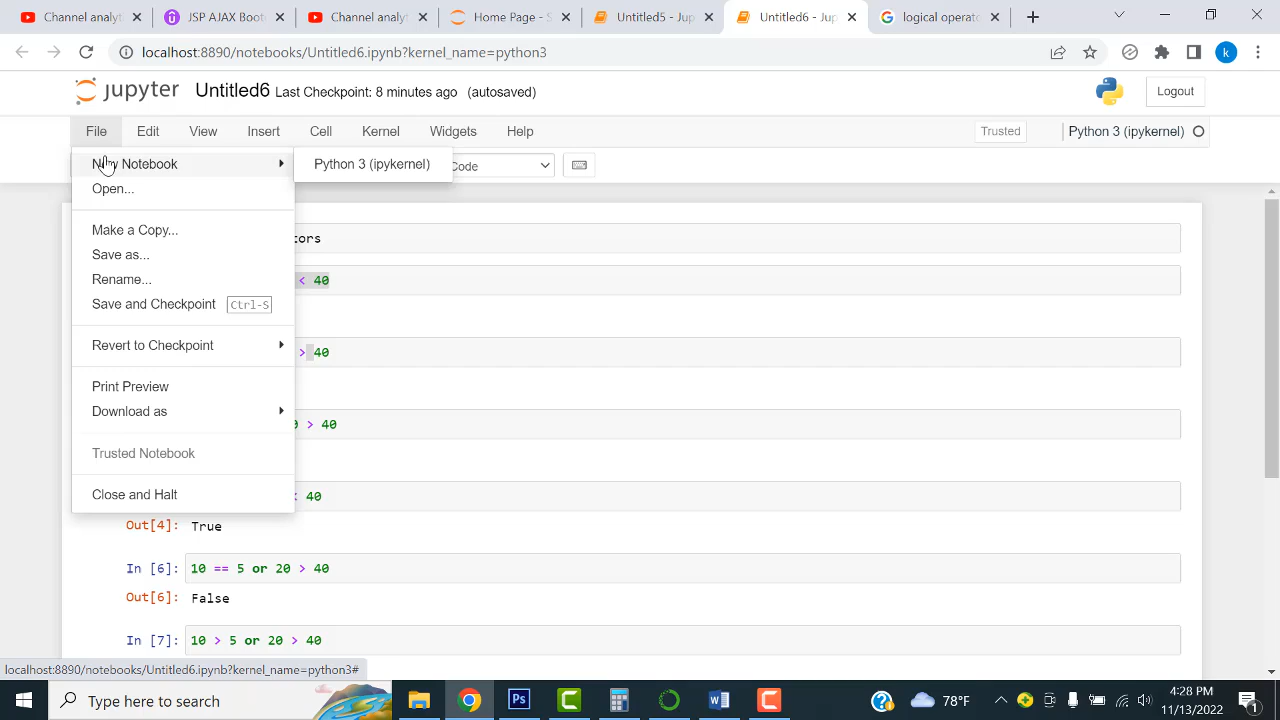 Channel analyt
JSP AJAX Boot
Channel analyt
Home Page - S
Untitled5 - Jup
Untitled6 - Jup
logical operato
localhost:8890/notebooks/Untitled6.ipynb?kernel_name=python3
k
jupyter Untitled6 Last Checkpoint: 8 minutes ago (autosaved)
Logout
File Edit View Insert Cell Kernel Widgets Help
Trusted
Python 3 (ipykernel)
New Notebook
Python 3 (ipykernel)
Code
Open...
Make a Copy...
Save as...
Rename...
Save and Checkpoint Ctrl-S
Revert to Checkpoint
Print Preview
Download as
Trusted Notebook
Close and Halt
tors
< 40
> 40
> 40
< 40
Out[4]: True
In [6]: 10 == 5 or 20 > 40
Out[6]: False
In [7]: 10 > 5 or 20 > 40
localhost:8890/notebooks/Untitled6.ipynb?kernel_name=python3#
Type here to search
Ps
78°F
4:28 PM
11/13/2022
1